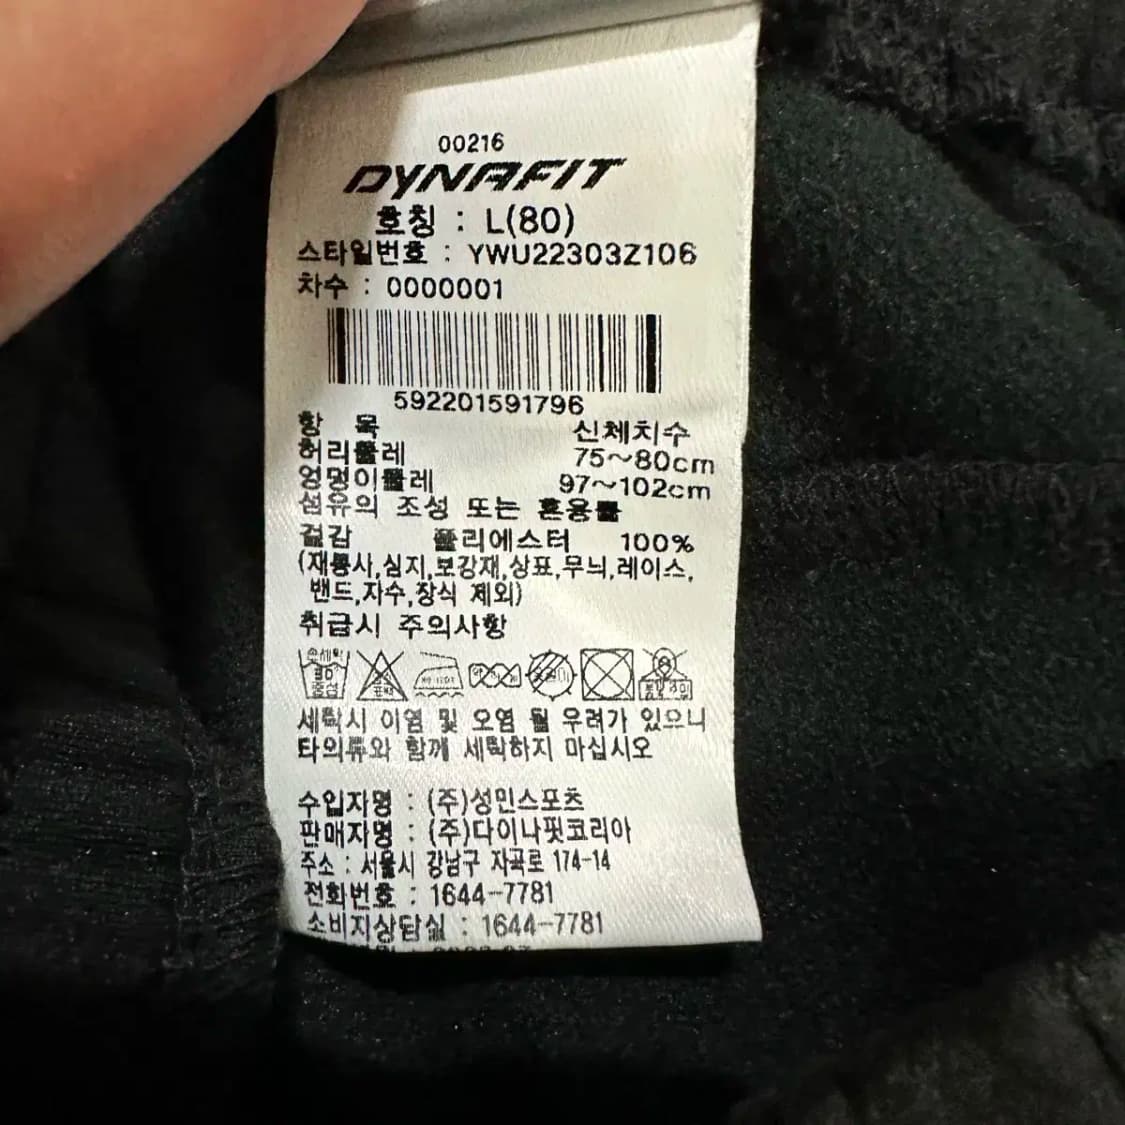 00216
DYNAFIT
호칭 : L(80)
스타일번호 : YWU22303Z106
차수 : 0000001
592201591796
항 목 신체치수
허리둘레 75~80cm
엉덩이둘레 97~102cm
섬유의 조성 또는 혼용률
겉감 폴리에스터 100%
(재봉사,심지,보강재,상표,무늬,레이스,
밴드,자수,장식 제외)
취급시 주의사항
손세탁
30
중성
표백
세탁시 이염 및 오염 될 우려가 있으니
타의류와 함께 세탁하지 마십시오
수입자명 : (주)성민스포츠
판매자명 : (주)다이나핏코리아
주소 : 서울시 강남구 자곡로 174-14
전화번호 : 1644-7781
소비자상담실 : 1644-7781